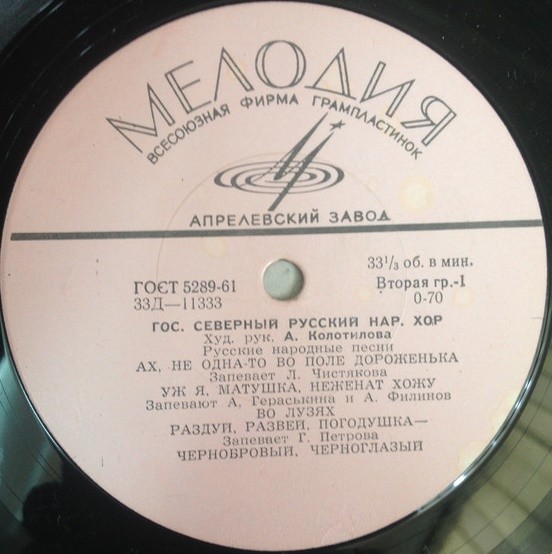 МЕЛОДИЯ
ВСЕСОЮЗНАЯ ФИРМА ГРАМПЛАСТИНОК
АПРЕЛЕВСКИЙ ЗАВОД
ГОСТ 5289-61
33Д—11333
33⅓ об. в мин.
Вторая гр.-1
0-70
ГОС. СЕВЕРНЫЙ РУССКИЙ НАР. ХОР
Худ. рук. А. Колотилова
Русские народные песни
АХ, НЕ ОДНА-ТО ВО ПОЛЕ ДОРОЖЕНЬКА
Запевает Л. Чистякова
УЖ Я, МАТУШКА, НЕЖЕНАТ ХОЖУ
Запевают А. Гераськина и А. Филинов
ВО ЛУЗЯХ
РАЗДУЙ, РАЗВЕЙ, ПОГОДУШКА—
Запевает Г. Петрова
ЧЕРНОБРОВЫЙ, ЧЕРНОГЛАЗЫЙ